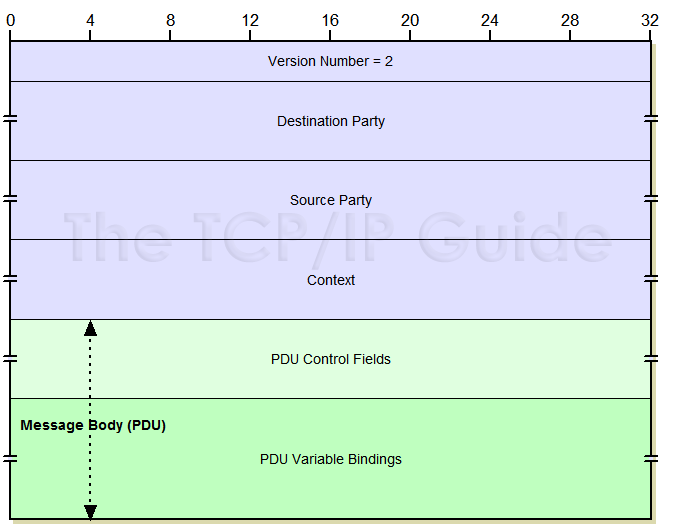 0 4 8 12 16 20 24 28 32
Version Number = 2
Destination Party
Source Party
The TCP/IP Guide
Context
PDU Control Fields
Message Body (PDU)
PDU Variable Bindings